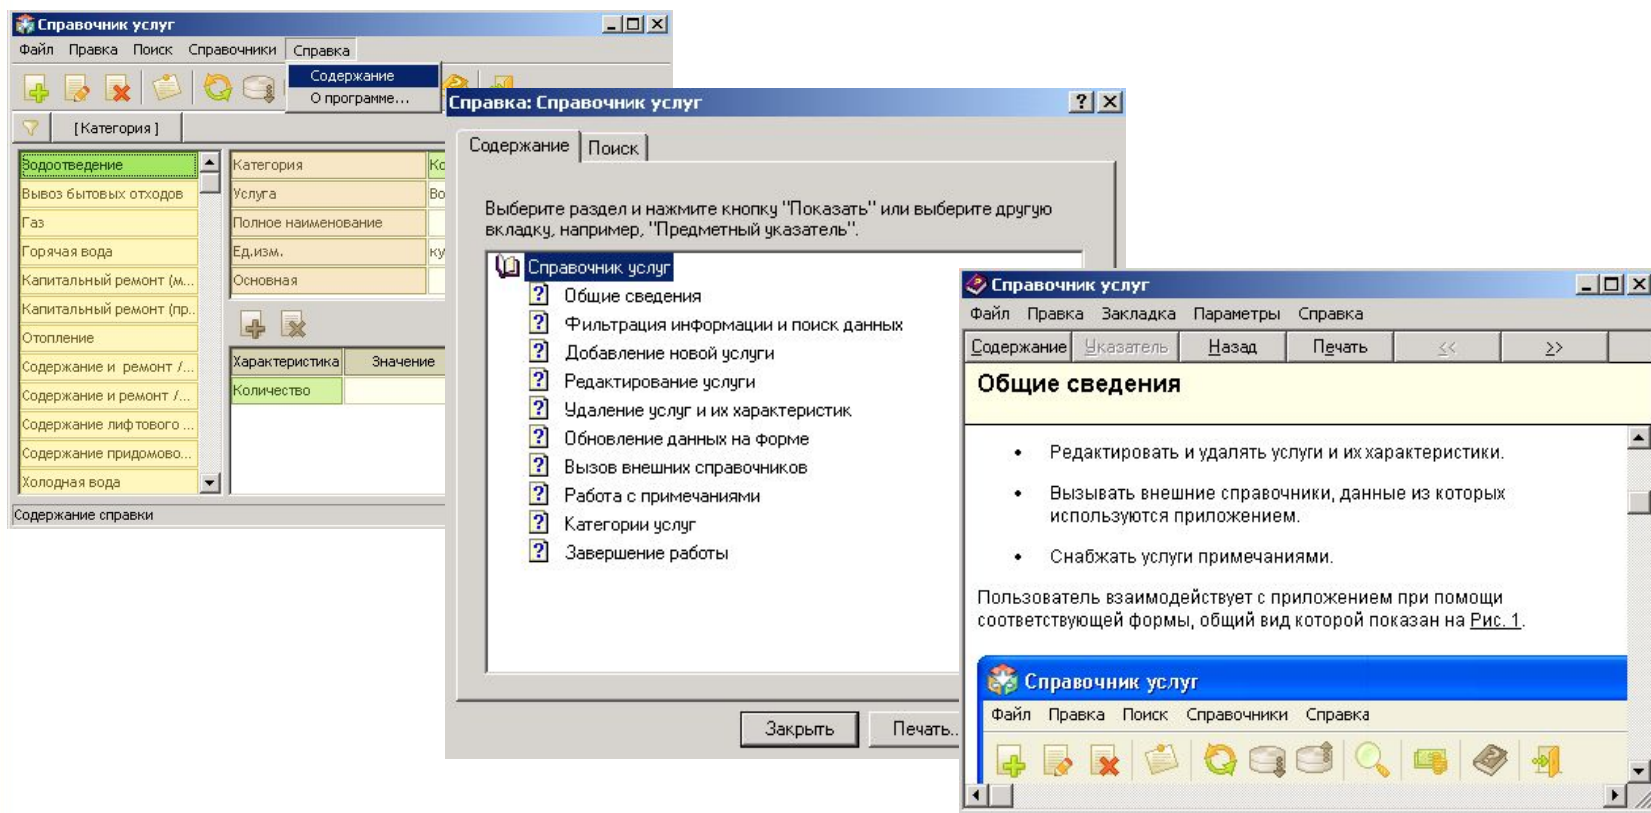 Справочник услуг
Файл Правка Поиск Справочники Справка
Содержание
О программе...
[Категория]
Водоотведение
Вывоз бытовых отходов
Газ
Горячая вода
Капитальный ремонт (м...
Капитальный ремонт (пр...
Отопление
Содержание и ремонт /...
Содержание и ремонт /...
Содержание лифтового ...
Содержание придомово...
Холодная вода
Категория
Услуга
Полное наименование
Ед.изм.
Основная
Характеристика Значение
Количество
Содержание справки
Справка: Справочник услуг
Содержание Поиск
Выберите раздел и нажмите кнопку "Показать" или выберите другую
вкладку, например, "Предметный указатель".
Справочник услуг
Общие сведения
Фильтрация информации и поиск данных
Добавление новой услуги
Редактирование услуги
Удаление услуг и их характеристик
Обновление данных на форме
Вызов внешних справочников
Работа с примечаниями
Категории услуг
Завершение работы
Закрыть Печать..
Справочник услуг
Файл Правка Закладка Параметры Справка
Содержание Указатель Назад Печать << >>
Общие сведения
• Редактировать и удалять услуги и их характеристики.
• Вызывать внешние справочники, данные из которых
используются приложением.
• Снабжать услуги примечаниями.
Пользователь взаимодействует с приложением при помощи
соответствующей формы, общий вид которой показан на Рис. 1.
Справочник услуг
Файл Правка Поиск Справочники Справка